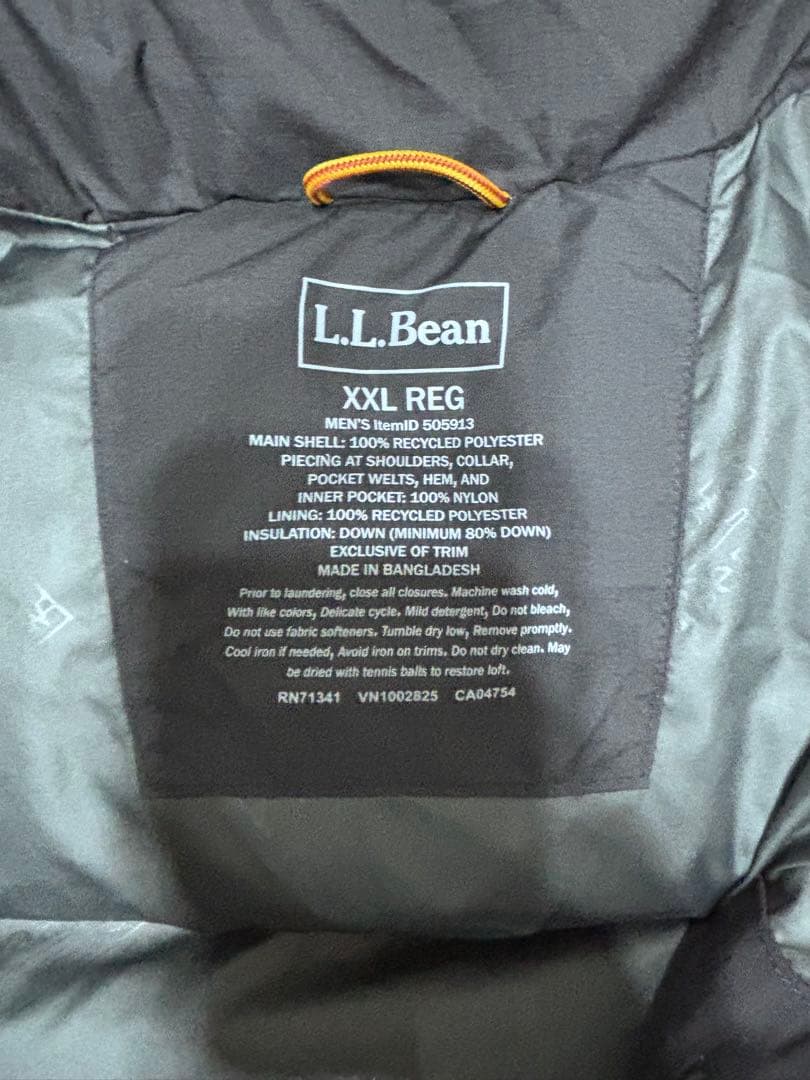 L.L.Bean
XXL REG
MEN'S ItemID 505913
MAIN SHELL: 100% RECYCLED POLYESTER
PIECING AT SHOULDERS, COLLAR,
POCKET WELTS, HEM, AND
INNER POCKET: 100% NYLON
LINING: 100% RECYCLED POLYESTER
INSULATION: DOWN (MINIMUM 80% DOWN)
EXCLUSIVE OF TRIM
MADE IN BANGLADESH
Prior to laundering, close all closures. Machine wash cold,
With like colors, Delicate cycle. Mild detergent, Do not bleach,
Do not use fabric softeners. Tumble dry low, Remove promptly.
Cool iron if needed, Avoid iron on trims. Do not dry clean. May
be dried with tennis balls to restore loft.
RN71341 VN1002825 CA04754